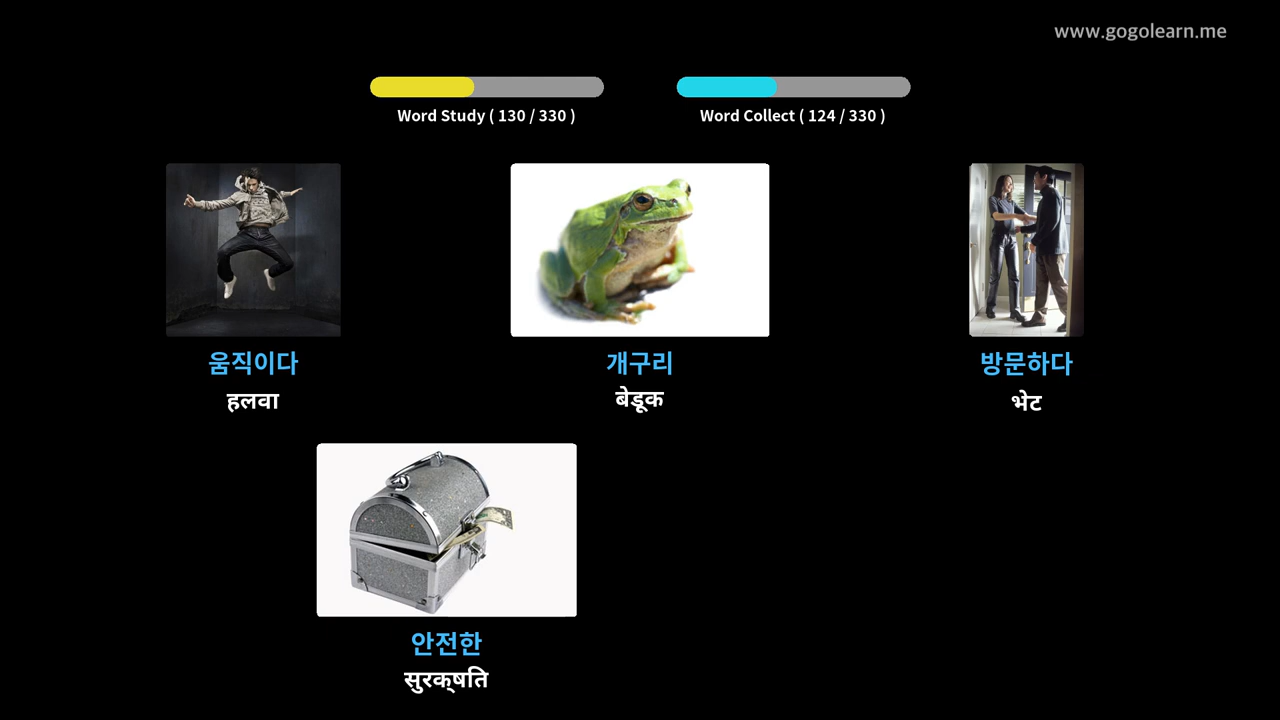 www.gogolearn.me
Word Study ( 130 / 330 )
Word Collect ( 124 / 330 )
움직이다
हलवा
개구리
बेडूक
방문하다
भेट
안전한
सुरक्षति